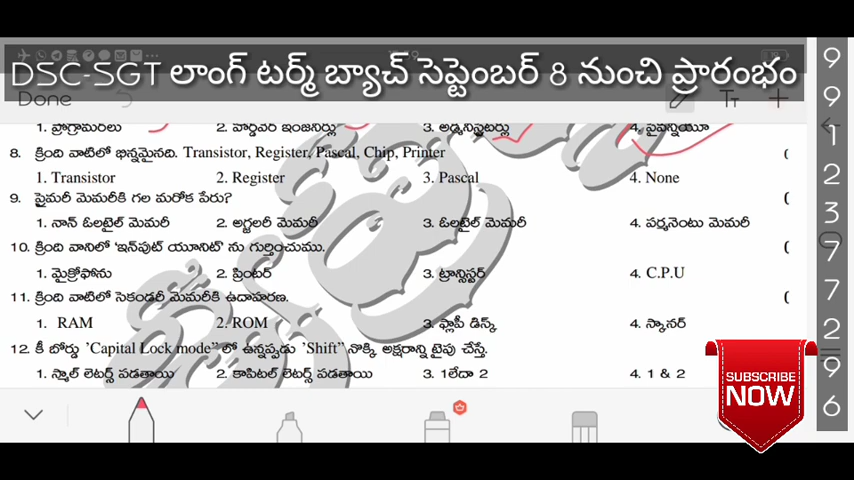 DSC-SGT లాంగ్ టర్మ్ బ్యాచ్ సెప్టెంబర్ 8 నుంచి ప్రారంభం
Done
1. ప్రోగ్రామరులు 2. హార్డ్‌వేర్ ఇంజనీర్లు 3. అడ్మనిస్ట్రేటర్లు 4. పైవన్నియూ
8. క్రింది వాటిలో భిన్నమైనది. Transistor, Register, Pascal, Chip, Printer (
1. Transistor 2. Register 3. Pascal 4. None
9. ప్రైమరీ మెమరీకి గల మరొక పేరు? (
1. నాన్ ఓలటైల్ మెమరీ 2. అగ్జలరీ మెమరీ 3. ఓలటైల్ మెమరీ 4. పర్మనెంటు మెమరీ
10. క్రింది వానిలో 'ఇన్‌పుట్ యూనిట్' ను గుర్తించుము. (
1. మైక్రోఫోను 2. ప్రింటర్ 3. ట్రాన్సిస్టర్ 4. C.P.U
11. క్రింది వాటిలో సెకండరీ మెమరీకి ఉదాహరణ. (
1. RAM 2. ROM 3. ఫ్లాపీ డిస్క్ 4. స్కానర్
12. కీ బోర్డు 'Capital Lock mode" లో ఉన్నప్పుడు 'Shift' నొక్కి అక్షరాన్ని టైపు చేస్తే.
1. స్మాల్ లెటర్స్ పడతాయి 2. కాపిటల్ లెటర్స్ పడతాయి 3. 1లేదా 2 4. 1 & 2
SUBSCRIBE
NOW
9
9
1
2
3
7
7
2
9
6